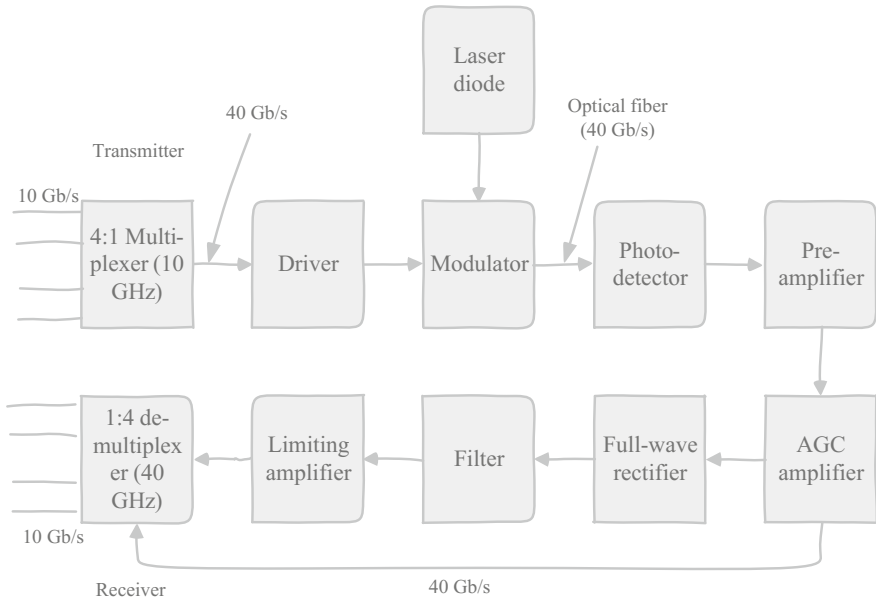 Laser
diode
40 Gb/s
Optical fiber
(40 Gb/s)
Transmitter
10 Gb/s
4:1 Multi-
plexer (10
GHz)
Driver
Modulator
Photo-
detector
Pre-
amplifier
1:4 de-
multiplex
er (40
GHz)
Limiting
amplifier
Filter
Full-wave
rectifier
AGC
amplifier
10 Gb/s
Receiver
40 Gb/s